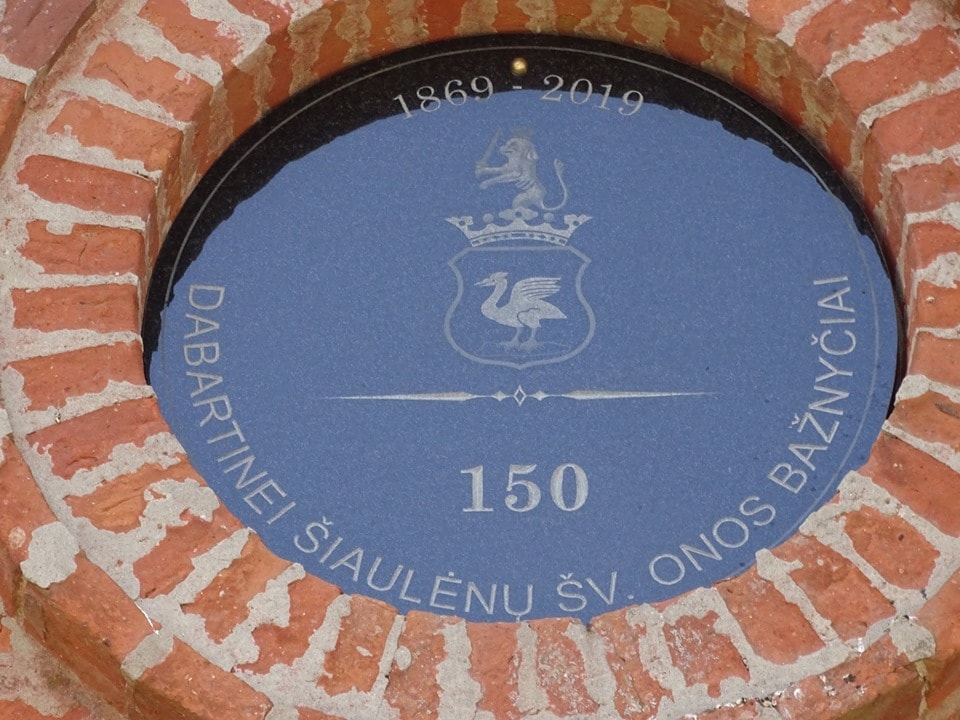 1869 - 2019
150
DABARTINEI ŠIAULĖNŲ ŠV. ONOS BAŽNYČIAI